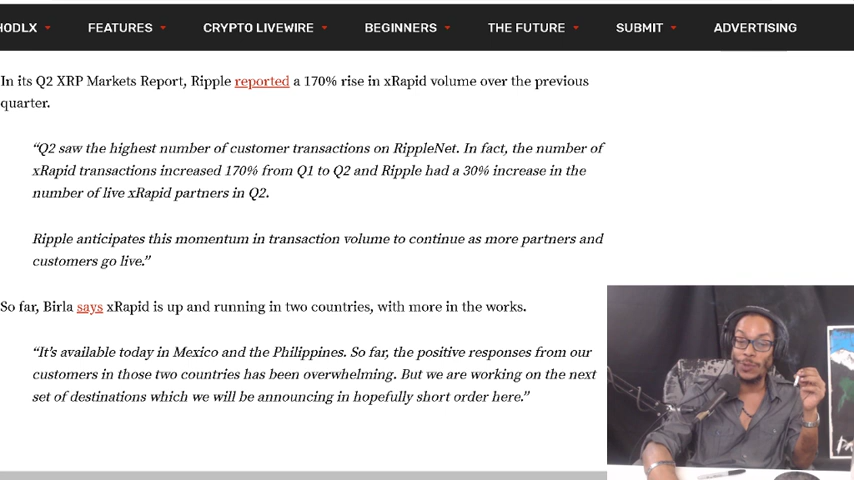 HODLX FEATURES CRYPTO LIVEWIRE BEGINNERS THE FUTURE SUBMIT ADVERTISING
In its Q2 XRP Markets Report, Ripple reported a 170% rise in xRapid volume over the previous
quarter.
“Q2 saw the highest number of customer transactions on RippleNet. In fact, the number of
xRapid transactions increased 170% from Q1 to Q2 and Ripple had a 30% increase in the
number of live xRapid partners in Q2.
Ripple anticipates this momentum in transaction volume to continue as more partners and
customers go live.”
So far, Birla says xRapid is up and running in two countries, with more in the works.
“It’s available today in Mexico and the Philippines. So far, the positive responses from our
customers in those two countries has been overwhelming. But we are working on the next
set of destinations which we will be announcing in hopefully short order here.”